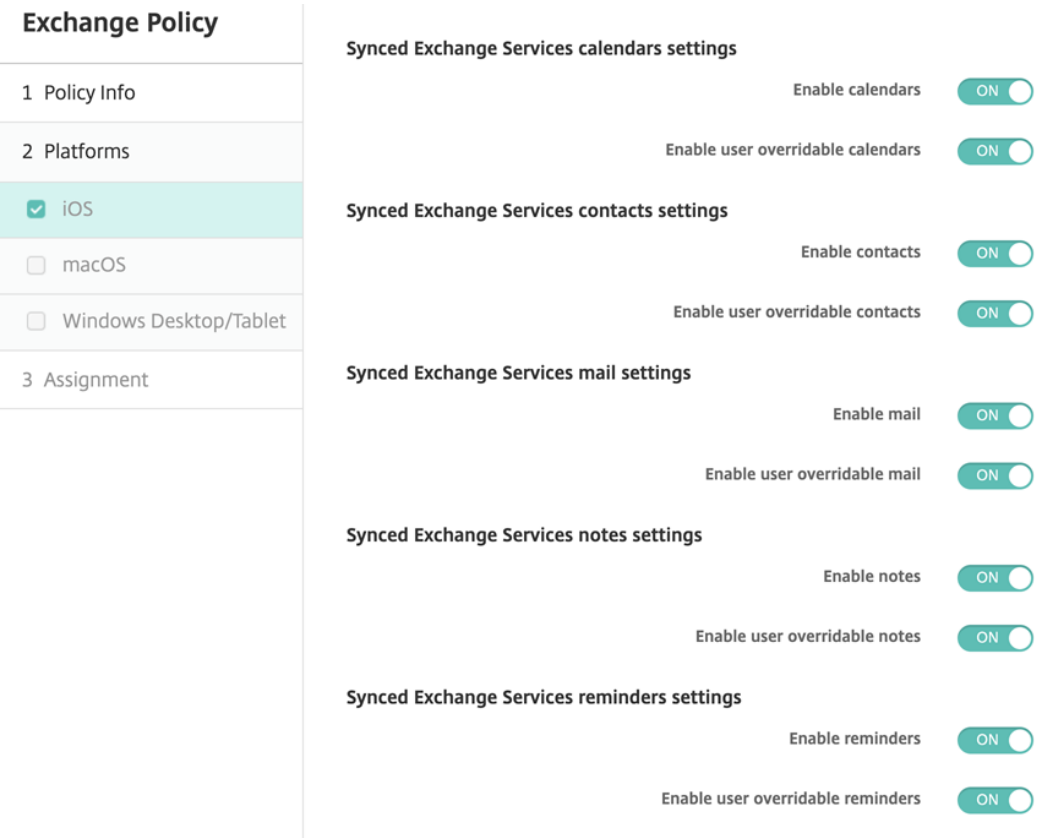 Exchange Policy
1 Policy Info
2 Platforms
iOS
macOS
Windows Desktop/Tablet
3 Assignment
Synced Exchange Services calendars settings
Enable calendars ON
Enable user overridable calendars ON
Synced Exchange Services contacts settings
Enable contacts ON
Enable user overridable contacts ON
Synced Exchange Services mail settings
Enable mail ON
Enable user overridable mail ON
Synced Exchange Services notes settings
Enable notes ON
Enable user overridable notes ON
Synced Exchange Services reminders settings
Enable reminders ON
Enable user overridable reminders ON